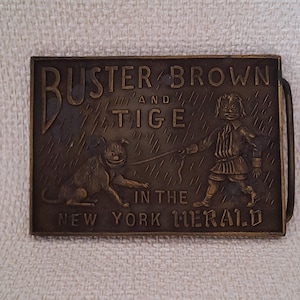 BUSTER BROWN
AND
TIGE
IN THE
NEW YORK HERALD